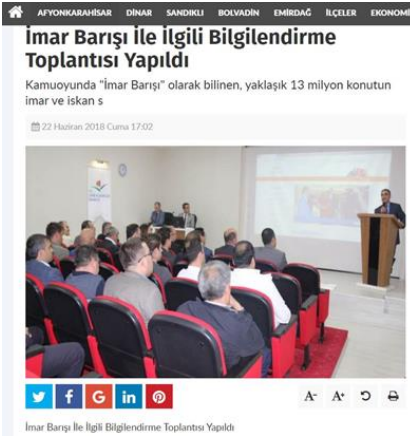 AFYONKARAHİSAR DİNAR SANDIKLI BOLVADİN EMİRDAĞ İLÇELER EKONOMİ
İmar Barışı İle İlgili Bilgilendirme
Toplantısı Yapıldı
Kamuoyunda "İmar Barışı" olarak bilinen, yaklaşık 13 milyon konutun
imar ve iskan s
22 Haziran 2018 Cuma 17:02
A- A+
İmar Barışı İle İlgili Bilgilendirme Toplantısı Yapıldı